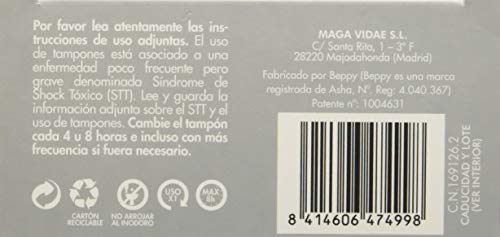 Por favor lea atentamente las ins-
trucciones de uso adjuntas. El uso
de tampones está asociado a una
enfermedad poco frecuente pero
grave denominada Síndrome de
Shock Tóxico (STT). Lee y guarda la
información adjunta sobre el STT y el
uso de tampones. Cambie el tampón
cada 4 u 8 horas e incluso con más
frecuencia si fuera necesario.
CARTÓN
RECICLABLE
NO ARROJAR
AL INODORO
USO
X1
MAX
8h
MAGA VIDAE S.L.
C/ Santa Rita, 1 – 3º F
28220 Majadahonda (Madrid)
Fabricado por Beppy (Beppy es una marca
registrada de Asha, Nº. Reg: 4.040.367)
Patente nº: 1004631
8 414606 474998
C.N.169126.2
CADUCIDAD Y LOTE
(VER INTERIOR)